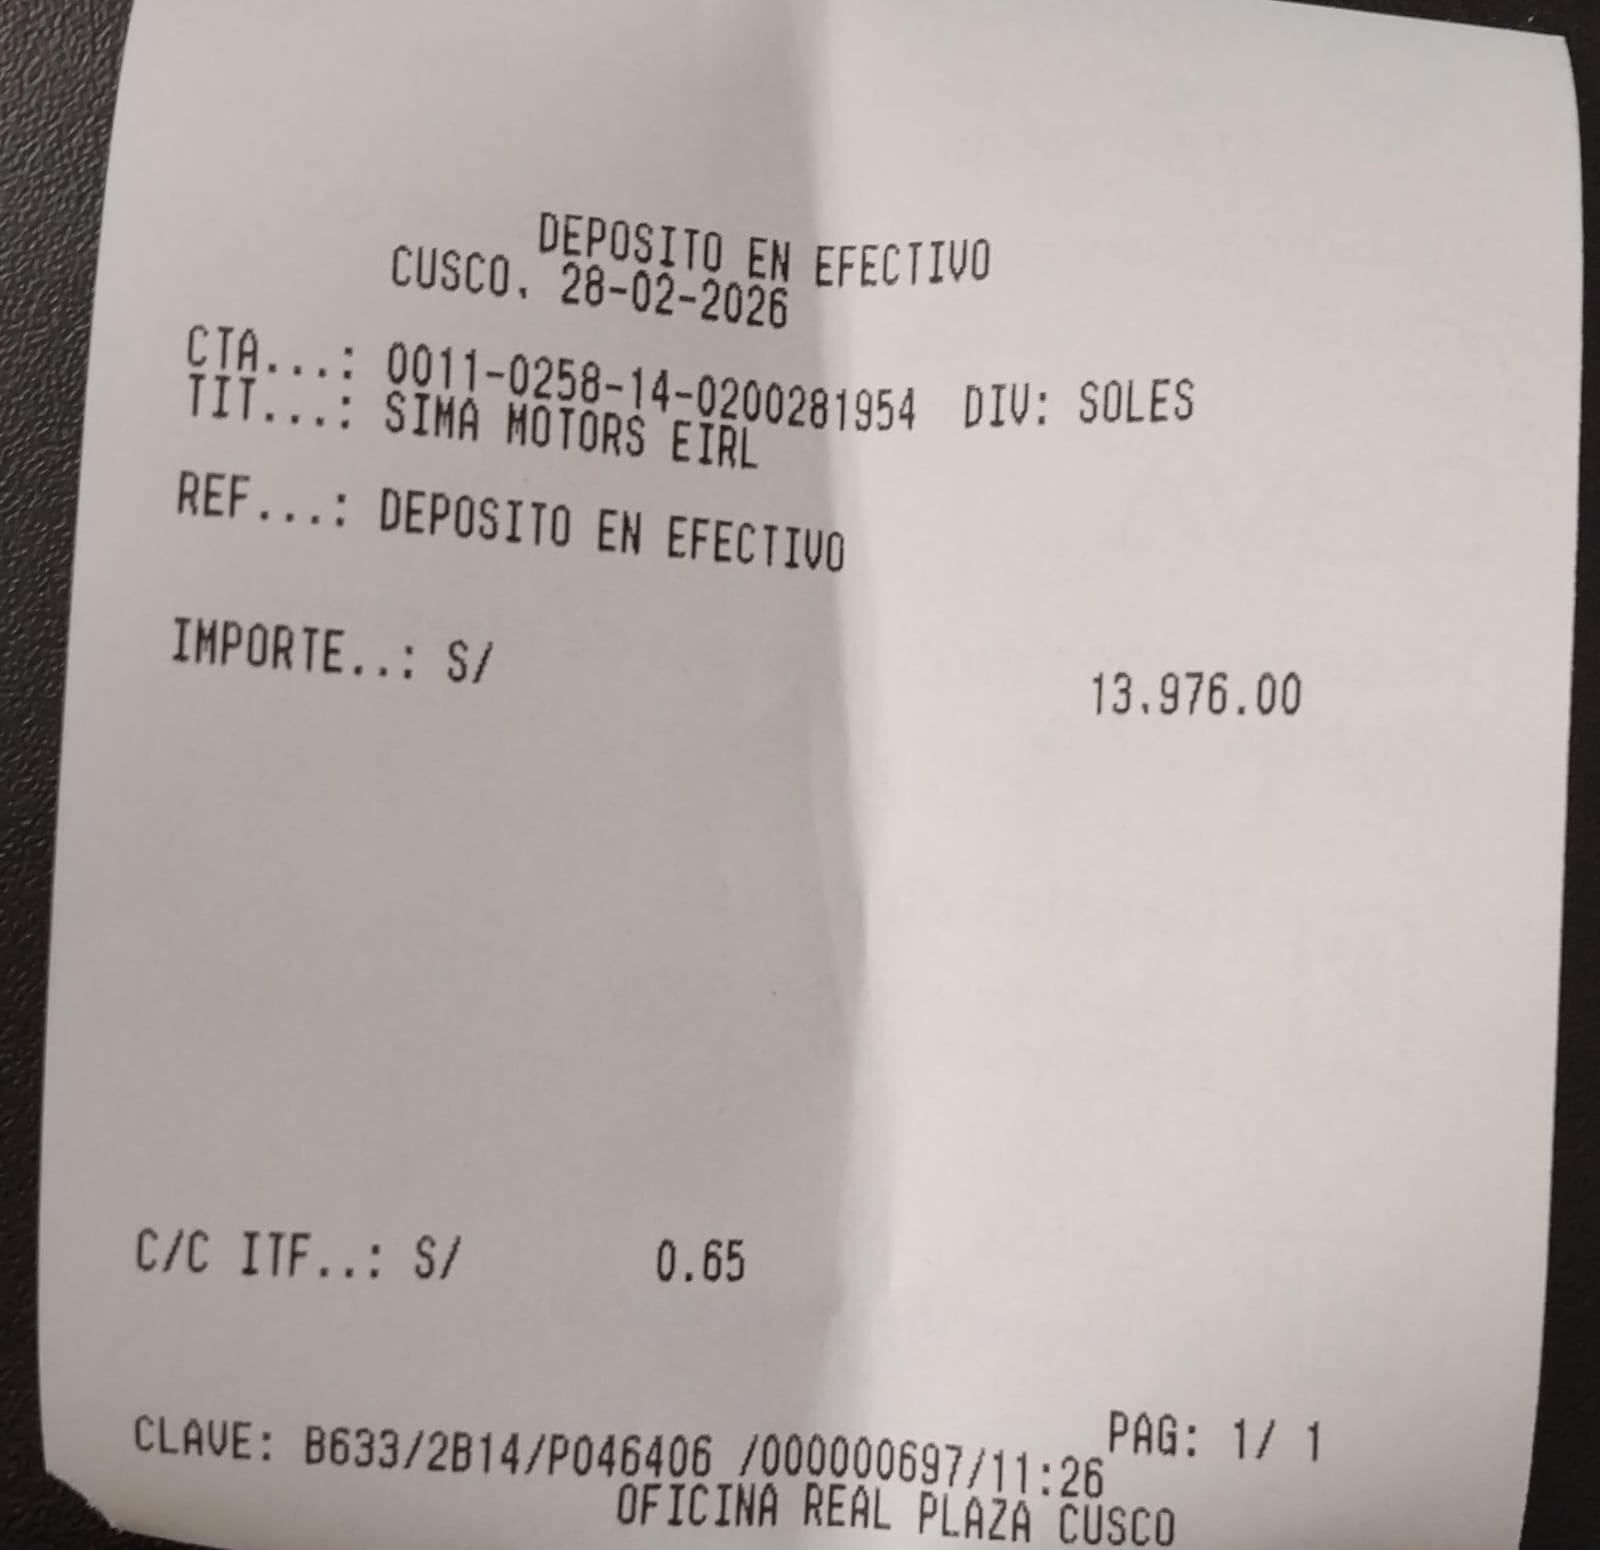 DEPOSITO EN EFECTIVO
CUSCO, 28-02-2026
CTA...: 0011-0258-14-0200281954 DIV: SOLES
TIT...: SIMA MOTORS EIRL
REF...: DEPOSITO EN EFECTIVO
IMPORTE..: S/ 13,976.00
C/C ITF..: S/ 0.65
PAG: 1/ 1
CLAVE: B633/2B14/P046406 /000000697/11:26
OFICINA REAL PLAZA CUSCO